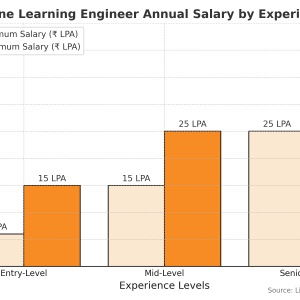 ne Learning Engineer Annual Salary by Experi
mum Salary (₹ LPA)
mum Salary (₹ LPA)
25 LPA
25 LPA
15 LPA
15 LPA
PA
Entry-Level
Mid-Level
Senio
Experience Levels
Source: Li